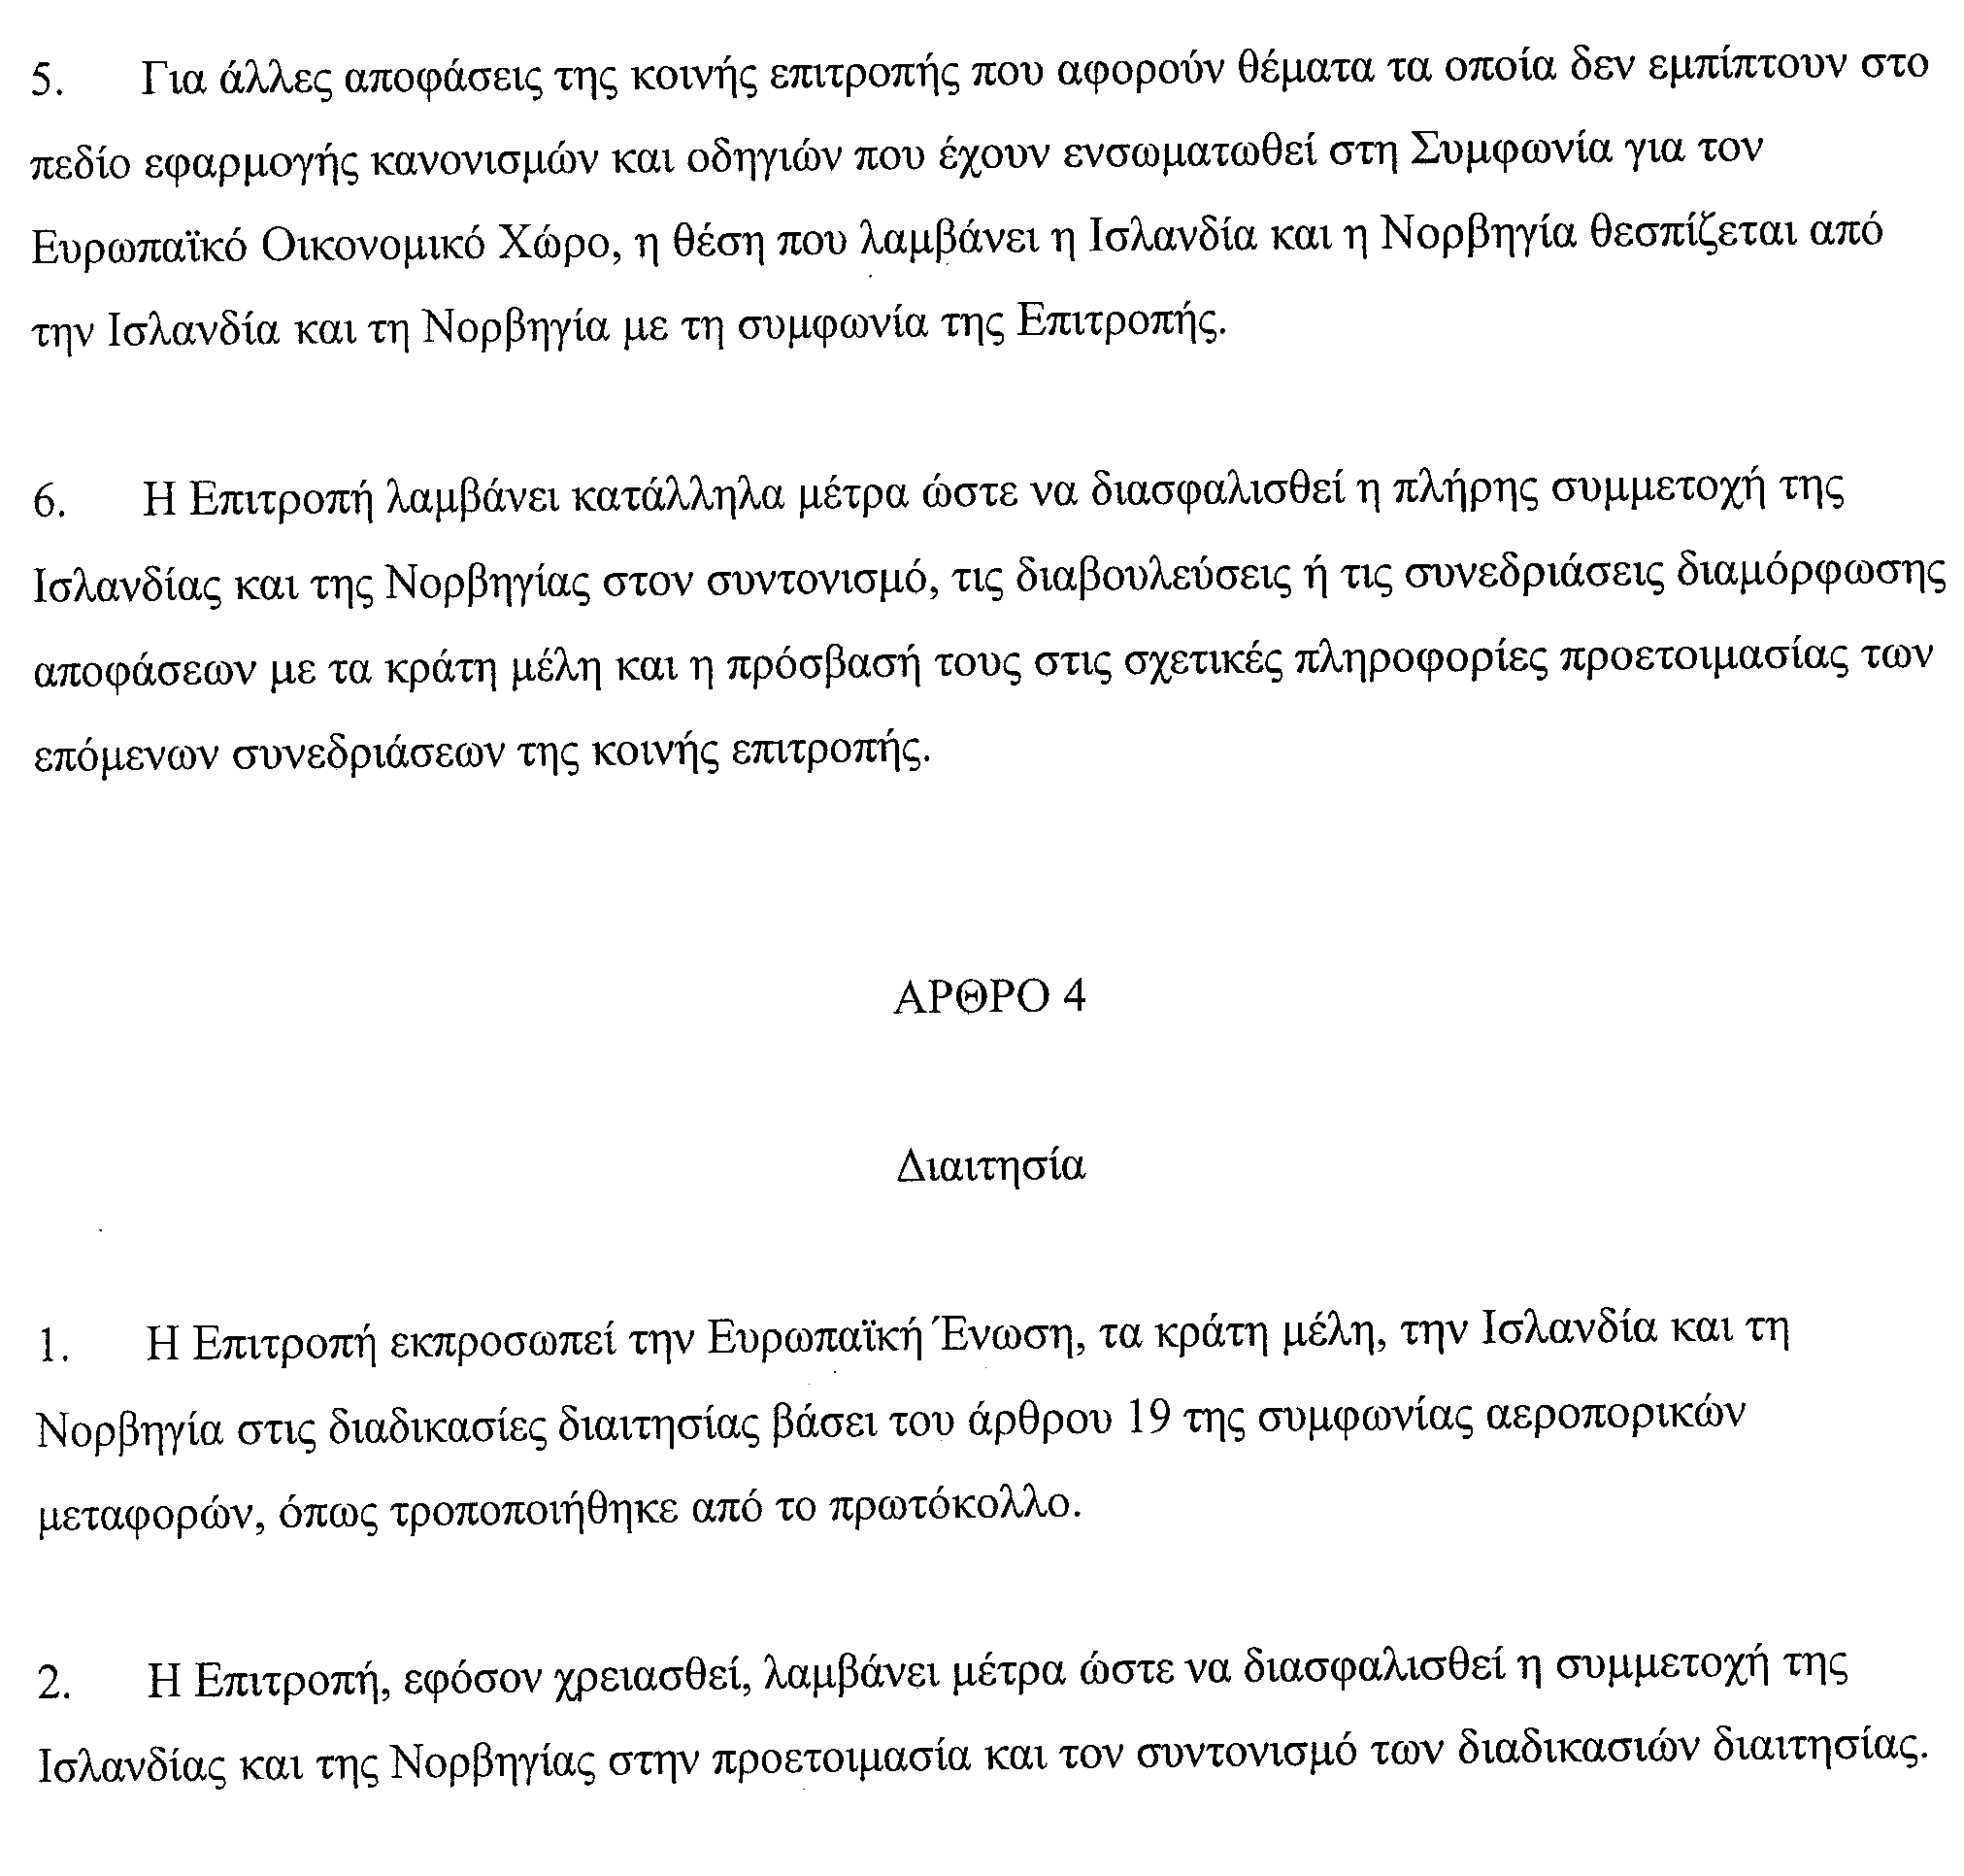 5. Για άλλες αποφάσεις της κοινής επιτροπής που αφορούν θέματα τα οποία δεν εμπίπτουν στο
πεδίο εφαρμογής κανονισμών και οδηγιών που έχουν ενσωματωθεί στη Συμφωνία για τον
Ευρωπαϊκό Οικονομικό Χώρο, η θέση που λαμβάνει η Ισλανδία και η Νορβηγία θεσπίζεται από
την Ισλανδία και τη Νορβηγία με τη συμφωνία της Επιτροπής.
6. Η Επιτροπή λαμβάνει κατάλληλα μέτρα ώστε να διασφαλισθεί η πλήρης συμμετοχή της
Ισλανδίας και της Νορβηγίας στον συντονισμό, τις διαβουλεύσεις ή τις συνεδριάσεις διαμόρφωσης
αποφάσεων με τα κράτη μέλη και η πρόσβασή τους στις σχετικές πληροφορίες προετοιμασίας των
επόμενων συνεδριάσεων της κοινής επιτροπής.
ΑΡΘΡΟ 4
Διαιτησία
1. Η Επιτροπή εκπροσωπεί την Ευρωπαϊκή Ένωση, τα κράτη μέλη, την Ισλανδία και τη
Νορβηγία στις διαδικασίες διαιτησίας βάσει του άρθρου 19 της συμφωνίας αεροπορικών
μεταφορών, όπως τροποποιήθηκε από το πρωτόκολλο.
2. Η Επιτροπή, εφόσον χρειασθεί, λαμβάνει μέτρα ώστε να διασφαλισθεί η συμμετοχή της
Ισλανδίας και της Νορβηγίας στην προετοιμασία και τον συντονισμό των διαδικασιών διαιτησίας.